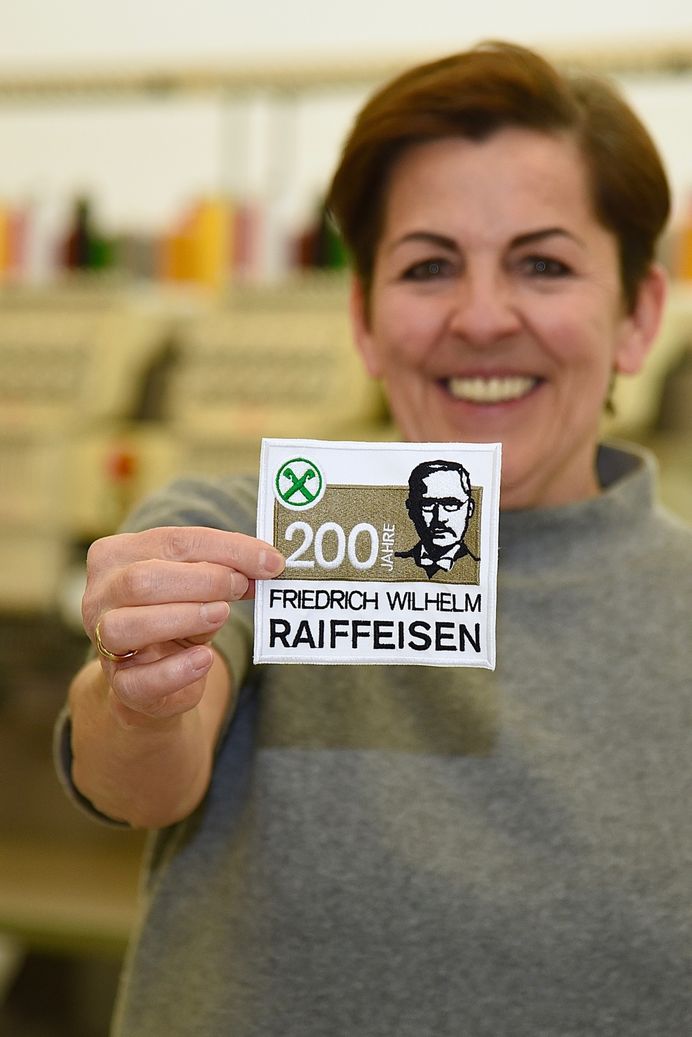 200
JAHRE
FRIEDRICH WILHELM
RAIFFEISEN